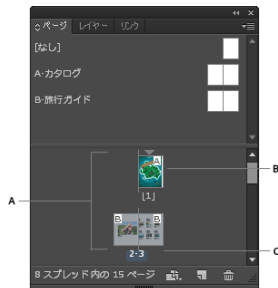 ページ レイヤー リンク
[なし]
A-カタログ
B-旅行ガイド
A
B
[1]
A
B
B
C
2-3
8 スプレッド内の 15 ページ